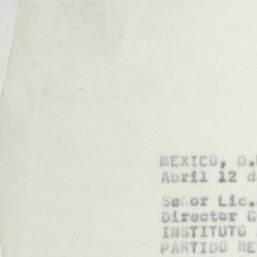 MEXICO, D.
Abril 12 d
Señor Lic.
Director G
INSTITUTO
PARTIDO RE